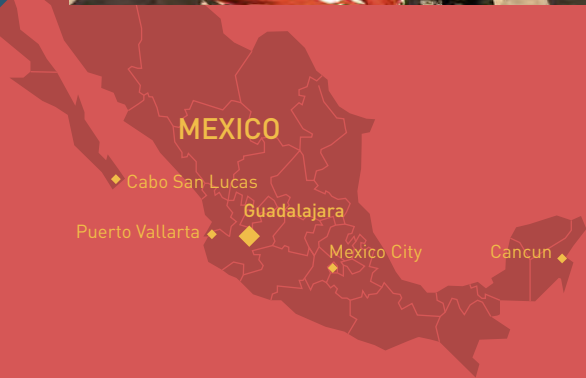 MEXICO
Cabo San Lucas
Guadalajara
Puerto Vallarta
Mexico City
Cancun